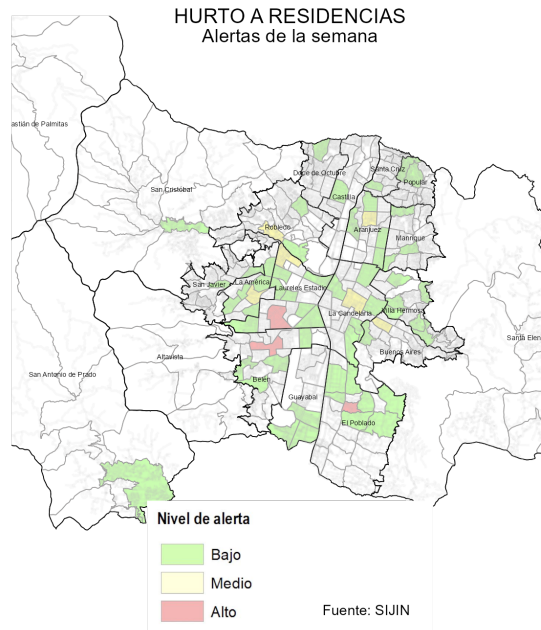 HURTO A RESIDENCIAS
Alertas de la semana
astián de Palmitas
Doce de Octubre
Santa Cruz
Popular
San Cristobal
Castilla
Robledo
Aranjuez
Manrique
San Javier
La América
Laureles Estadio
La Candelaria
Villa Hermosa
Santa Elen
Altavista
Buenos Aires
San Antonio de Prado
Belén
Guayabal
El Poblado
Nivel de alerta
Bajo
Medio
Alto
Fuente: SIJIN